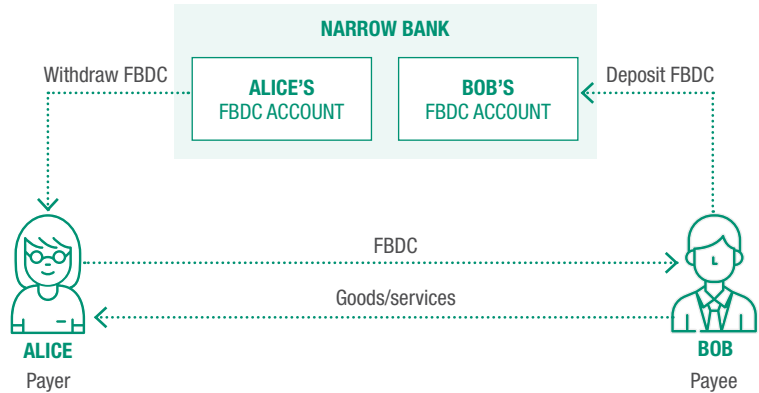 NARROW BANK
Withdraw FBDC
ALICE'S
FBDC ACCOUNT
BOB'S
FBDC ACCOUNT
Deposit FBDC
FBDC
Goods/services
ALICE
Payer
BOB
Payee